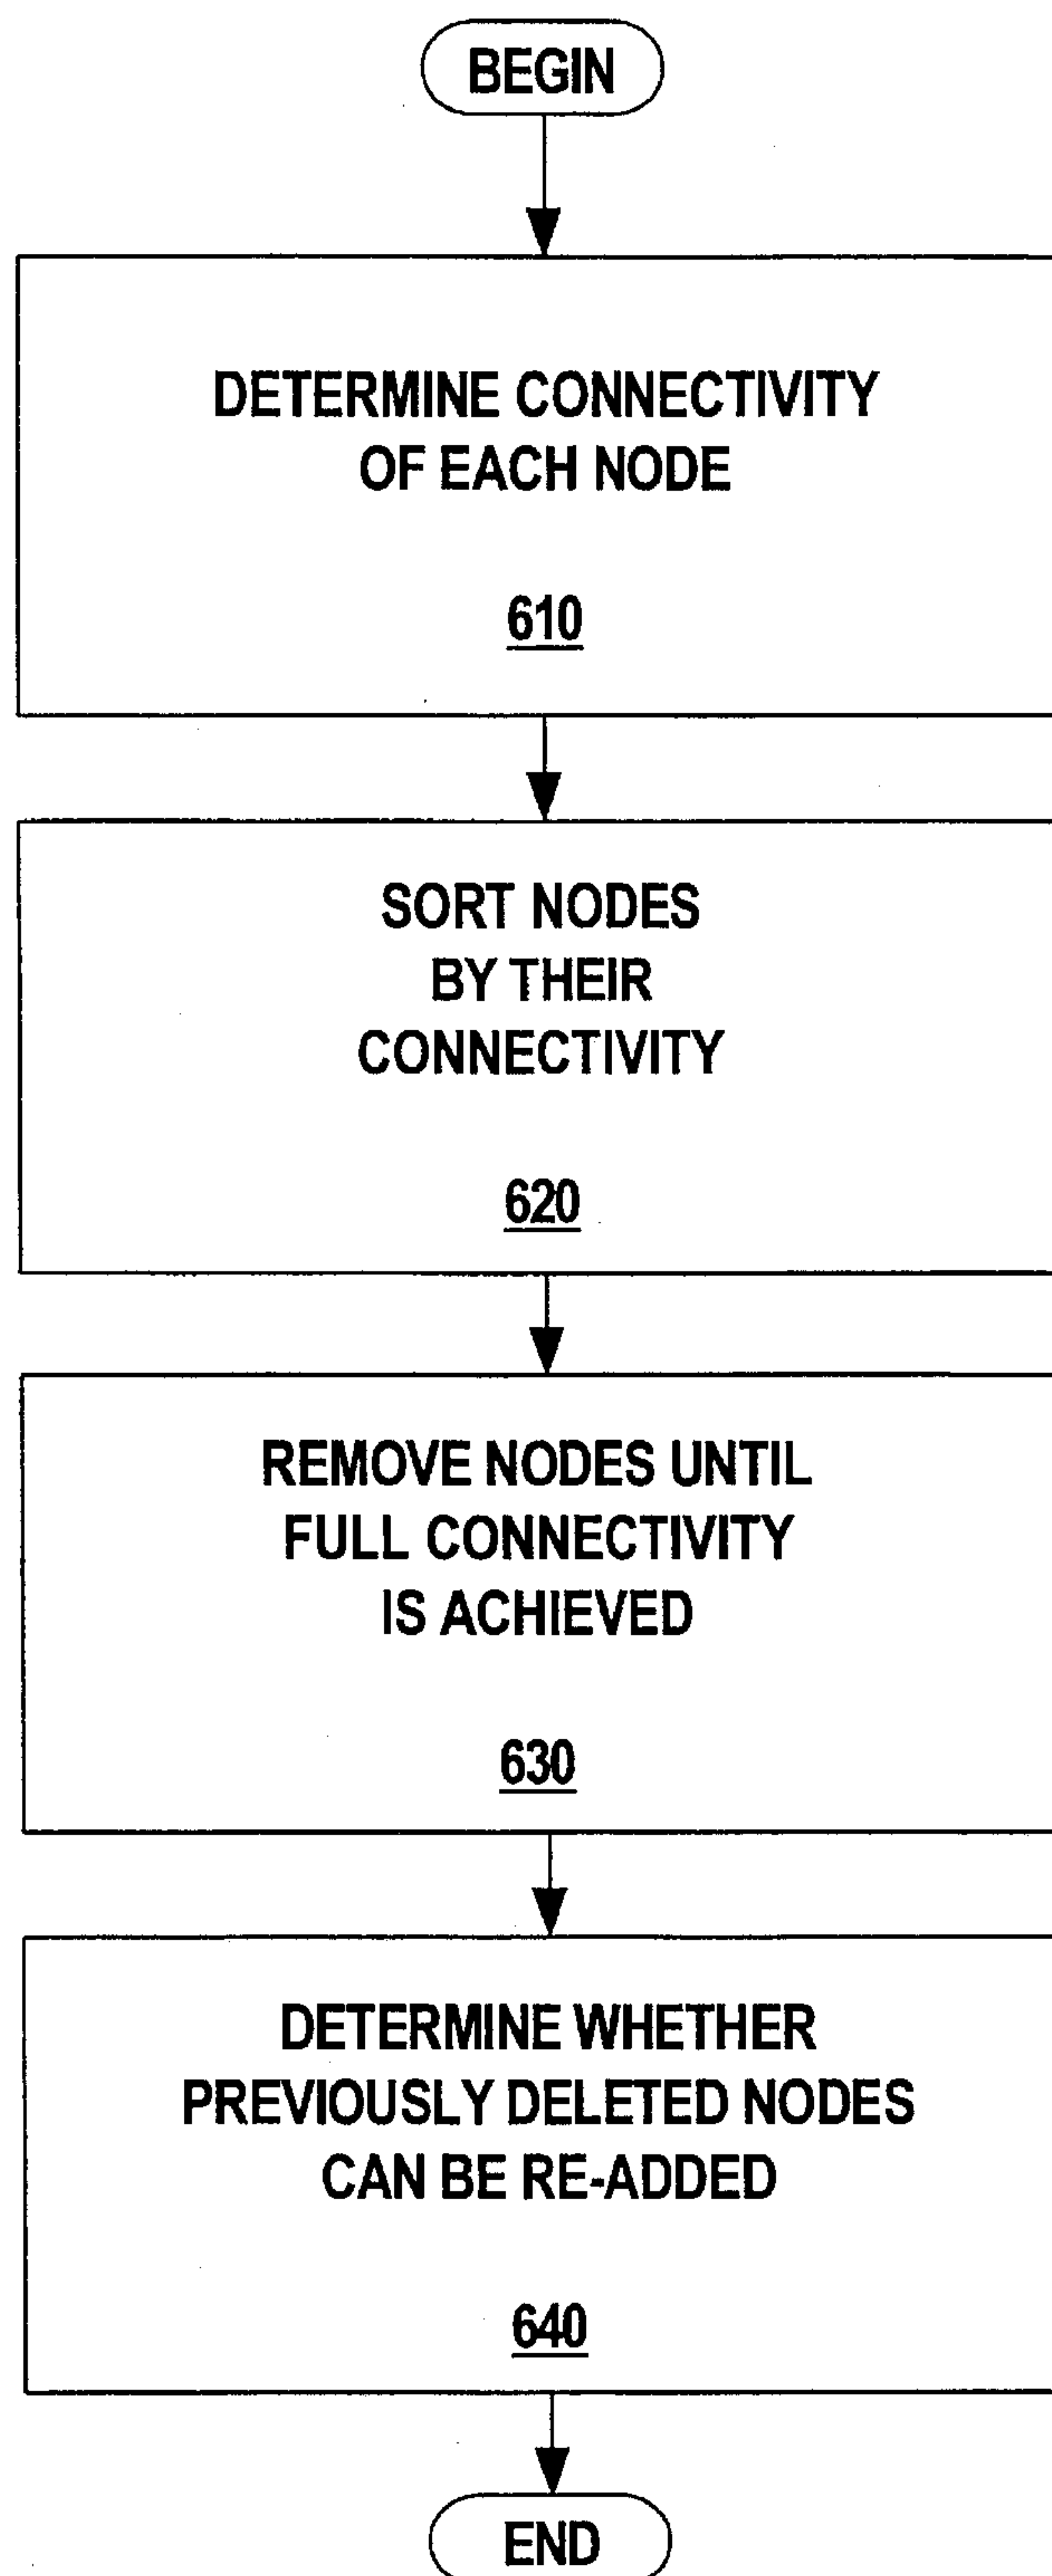 BEGIN
DETERMINE CONNECTIVITY
OF EACH NODE
610
SORT NODES
BY THEIR
CONNECTIVITY
620
REMOVE NODES UNTIL
FULL CONNECTIVITY
IS ACHIEVED
630
DETERMINE WHETHER
PREVIOUSLY DELETED NODES
CAN BE RE-ADDED
640
END